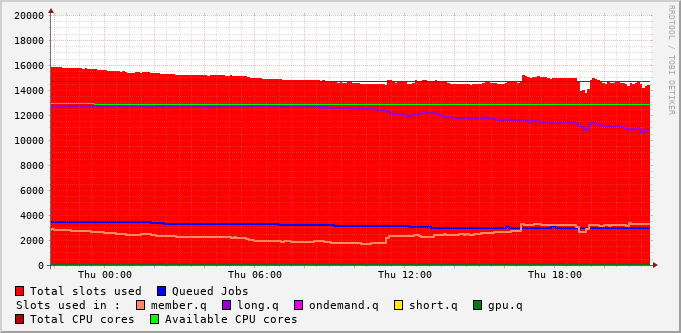 20000
18000
16000
14000
12000
10000
8000
6000
4000
2000
0
Thu 00:00 Thu 06:00 Thu 12:00 Thu 18:00
RRDTOOL / TOBI OETIKER
Total slots used Queued Jobs
Slots used in : member.q long.q ondemand.q short.q gpu.q
Total CPU cores Available CPU cores